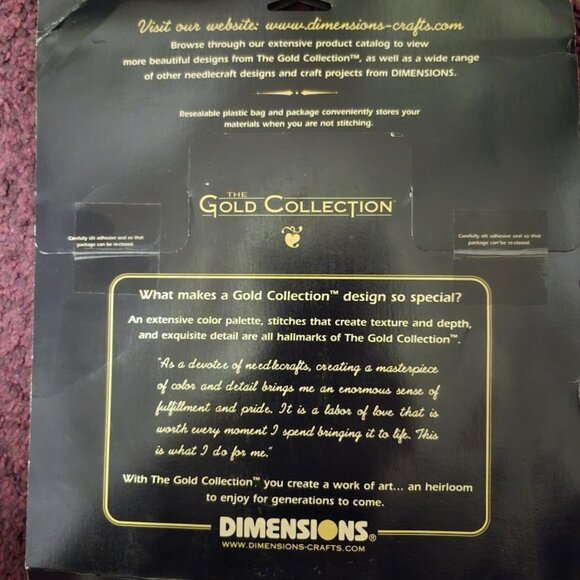 Visit our website: www.dimensions-crafts.com
Browse through our extensive product catalog to view
more beautiful designs from The Gold Collection™, as well as a wide range
of other needlecraft designs and craft projects from DIMENSIONS.
Resealable plastic bag and package conveniently stores your
materials when you are not stitching.
THE
GOLD COLLECTION™
Carefully slit adhesive seal so that
package can be re-closed.
Carefully slit adhesive seal so that
package can be re-closed.
What makes a Gold Collection™ design so special?
An extensive color palette, stitches that create texture and depth,
and exquisite detail are all hallmarks of The Gold Collection™.
"As a devotee of needlecrafts, creating a masterpiece
of color and detail brings me an enormous sense of
fulfillment and pride. It is a labor of love that is
worth every moment I spend bringing it to life. This
is what I do for me."
With The Gold Collection™, you create a work of art... an heirloom
to enjoy for generations to come.
DIMENSIONS®
WWW.DIMENSIONS-CRAFTS.COM